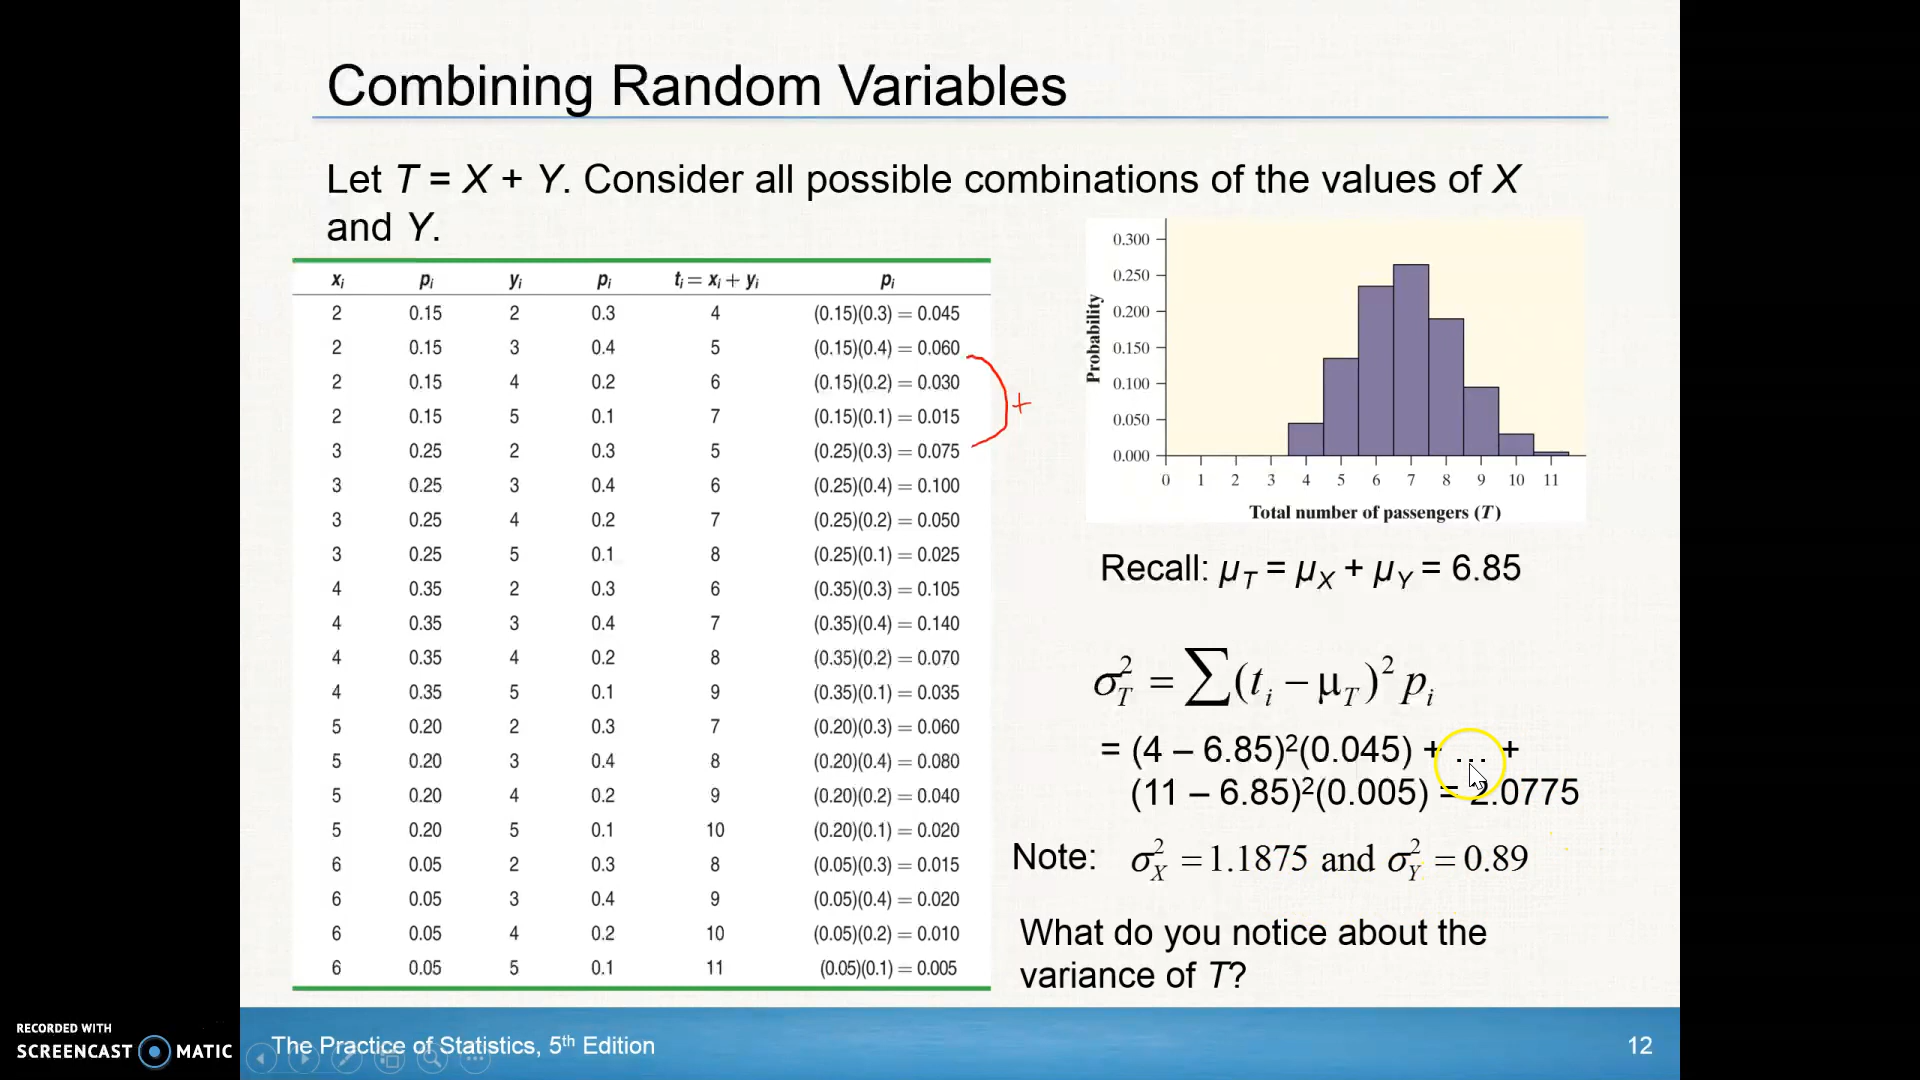 Combining Random Variables
Let T = X + Y. Consider all possible combinations of the values of X
and Y.
xᵢ pᵢ yᵢ pᵢ tᵢ = xᵢ + yᵢ pᵢ
2 0.15 2 0.3 4 (0.15)(0.3) = 0.045
2 0.15 3 0.4 5 (0.15)(0.4) = 0.060
2 0.15 4 0.2 6 (0.15)(0.2) = 0.030
2 0.15 5 0.1 7 (0.15)(0.1) = 0.015
3 0.25 2 0.3 5 (0.25)(0.3) = 0.075
3 0.25 3 0.4 6 (0.25)(0.4) = 0.100
3 0.25 4 0.2 7 (0.25)(0.2) = 0.050
3 0.25 5 0.1 8 (0.25)(0.1) = 0.025
4 0.35 2 0.3 6 (0.35)(0.3) = 0.105
4 0.35 3 0.4 7 (0.35)(0.4) = 0.140
4 0.35 4 0.2 8 (0.35)(0.2) = 0.070
4 0.35 5 0.1 9 (0.35)(0.1) = 0.035
5 0.20 2 0.3 7 (0.20)(0.3) = 0.060
5 0.20 3 0.4 8 (0.20)(0.4) = 0.080
5 0.20 4 0.2 9 (0.20)(0.2) = 0.040
5 0.20 5 0.1 10 (0.20)(0.1) = 0.020
6 0.05 2 0.3 8 (0.05)(0.3) = 0.015
6 0.05 3 0.4 9 (0.05)(0.4) = 0.020
6 0.05 4 0.2 10 (0.05)(0.2) = 0.010
6 0.05 5 0.1 11 (0.05)(0.1) = 0.005
+
Probability
0.300
0.250
0.200
0.150
0.100
0.050
0.000
0 1 2 3 4 5 6 7 8 9 10 11
Total number of passengers (T)
Recall: μ_T = μ_X + μ_Y = 6.85
σ²_T = ∑(tᵢ − μ_T)² pᵢ
= (4 – 6.85)²(0.045) + … +
(11 – 6.85)²(0.005) = 2.0775
Note: σ²_X = 1.1875 and σ²_Y = 0.89
What do you notice about the
variance of T?
RECORDED WITH
SCREENCAST MATIC
The Practice of Statistics, 5th Edition
12